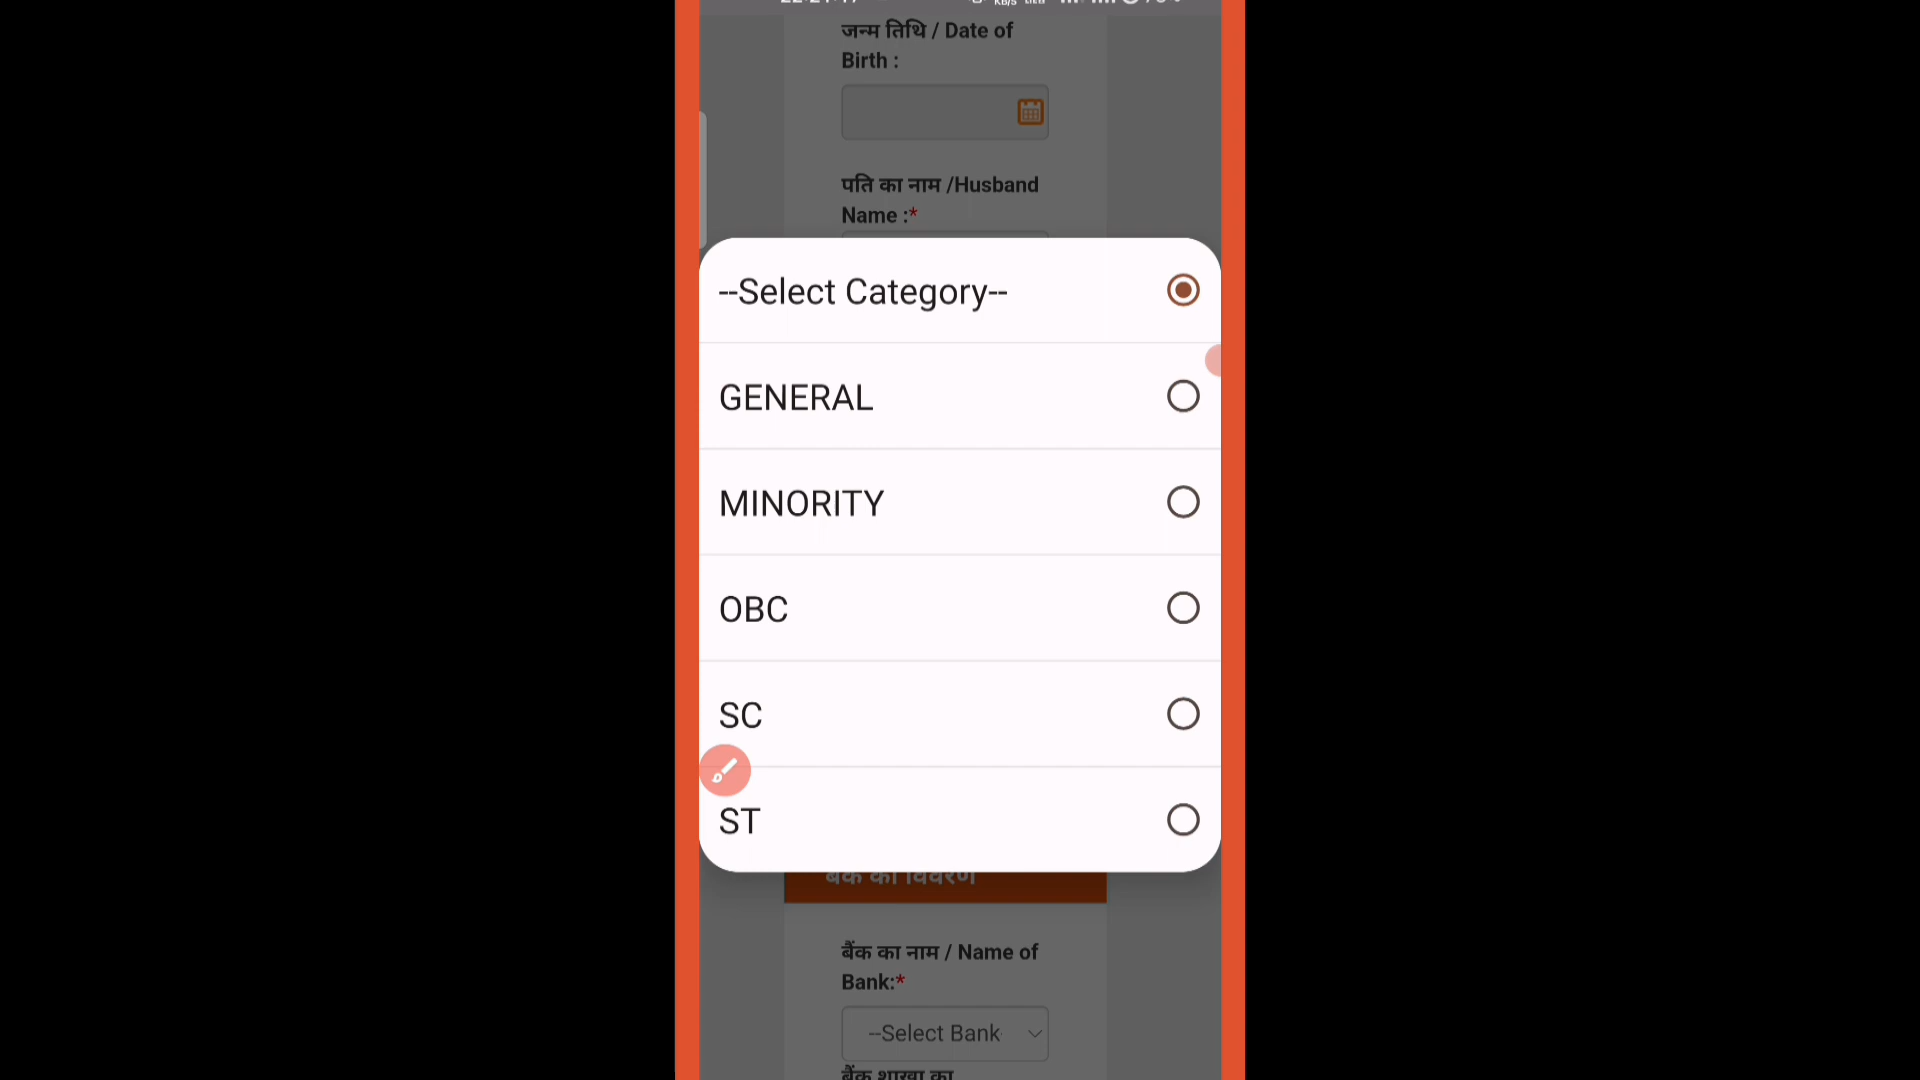 जन्म तिथि / Date of
Birth :
पति का नाम /Husband
Name :*
--Select Category--
GENERAL
MINORITY
OBC
SC
ST
बैंक का विवरण
बैंक का नाम / Name of
Bank:*
--Select Bank
बैंक शाखा का